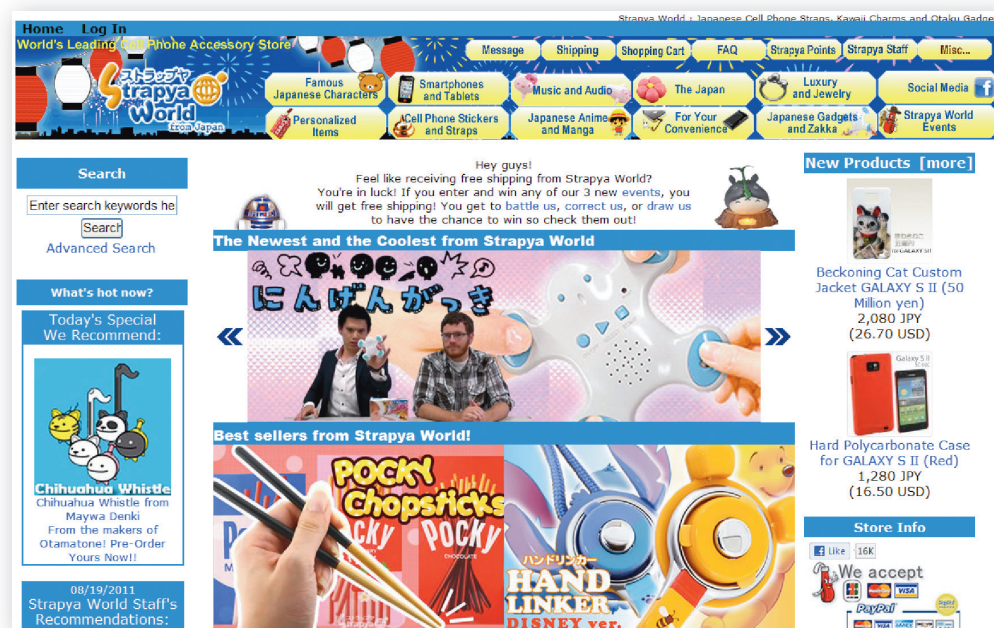 Strapya World : Japanese Cell Phone Straps, Kawaii Charms and Otaku Gadge
Home Log In
World's Leading Cell Phone Accessory Store
ストラップヤ
Strapya
World
from Japan
Message
Shipping
Shopping Cart
FAQ
Strapya Points
Strapya Staff
Misc...
Famous
Japanese Characters
Smartphones
and Tablets
Music and Audio
The Japan
Luxury
and Jewelry
Social Media
Personalized
Items
Cell Phone Stickers
and Straps
Japanese Anime
and Manga
For Your
Convenience
Japanese Gadgets
and Zakka
Strapya World
Events
Search
Enter search keywords he
Search
Advanced Search
What's hot now?
Today's Special
We Recommend:
Chihuahua Whistle
Chihuahua Whistle from
Maywa Denki
From the makers of
Otamatone! Pre-Order
Yours Now!!
08/19/2011
Strapya World Staff's
Recommendations:
Hey guys!
Feel like receiving free shipping from Strapya World?
You're in luck! If you enter and win any of our 3 new events, you
will get free shipping! You get to battle us, correct us, or draw us
to have the chance to win so check them out!
The Newest and the Coolest from Strapya World
にんげんがっき
Best sellers from Strapya World!
POCKY
Chopsticks
POCKY
POCKY
CHOCOLATE
ハンドリンカー
HAND
LINKER
DISNEY ver.
New Products [more]
Beckoning Cat Custom
Jacket GALAXY S II (50
Million yen)
2,080 JPY
(26.70 USD)
Galaxy S II
Hard Polycarbonate Case
for GALAXY S II (Red)
1,280 JPY
(16.50 USD)
Store Info
Like 16K
We accept
JCB
MasterCard
VISA
PayPal
VISA